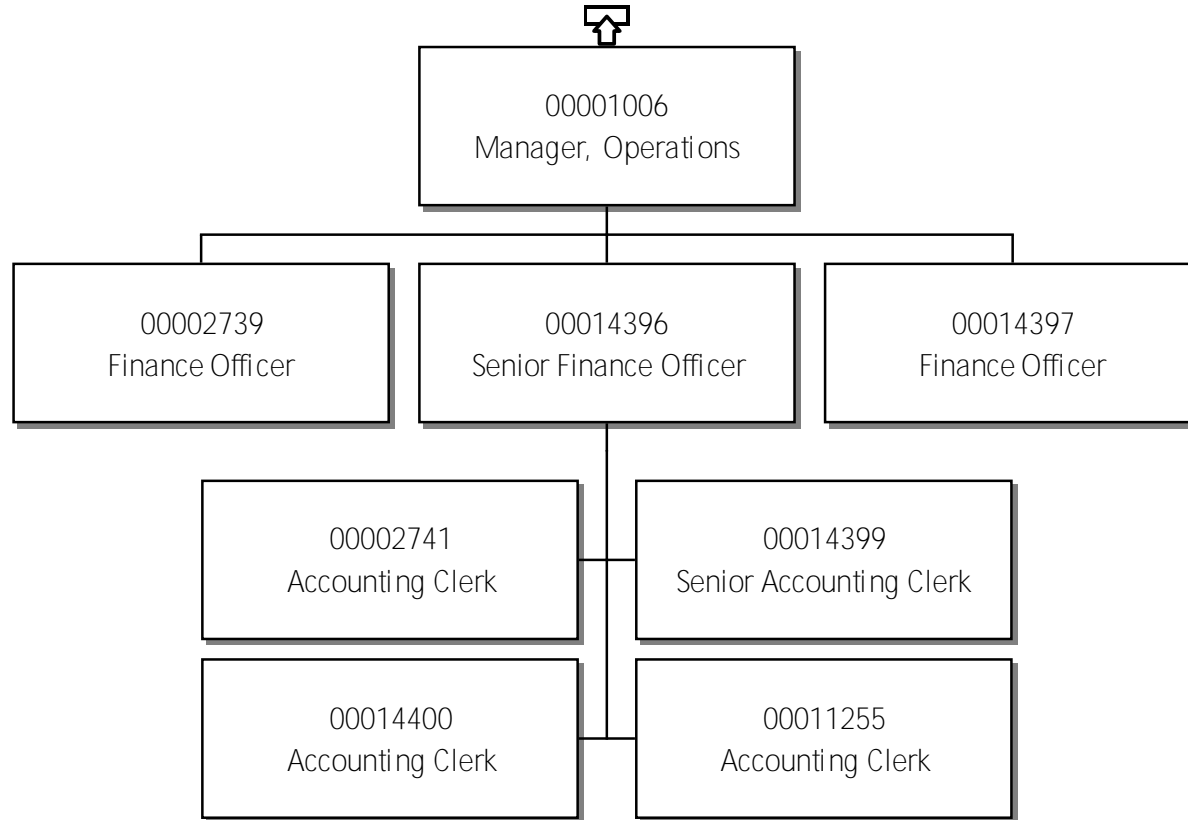 00001006
Manager, Operations
00002739
Finance Officer
00014396
Senior Finance Officer
00014397
Finance Officer
00002741
Accounting Clerk
00014399
Senior Accounting Clerk
00014400
Accounting Clerk
00011255
Accounting Clerk